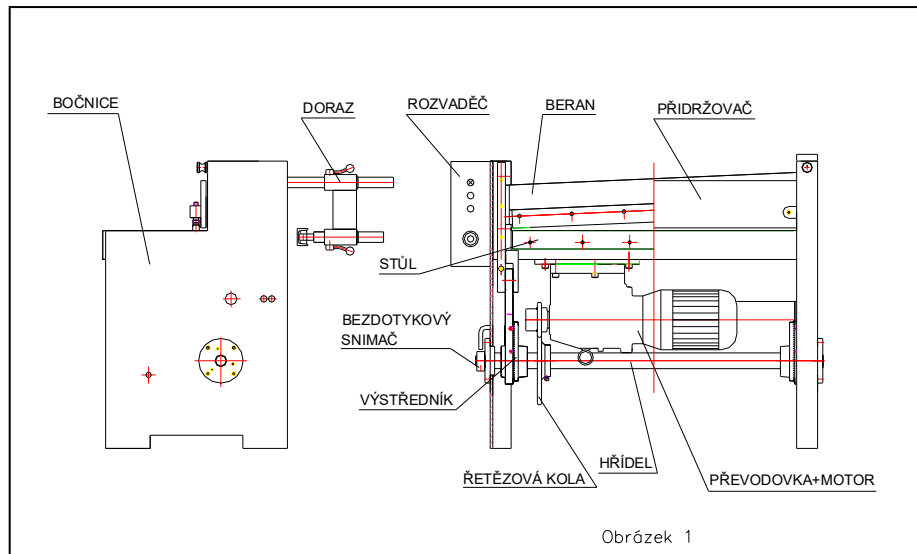 BOČNICE
DORAZ
ROZVADĚČ
BERAN
PŘIDRŽOVAČ
STŮL
BEZDOTYKOVÝ
SNIMAČ
VÝSTŘEDNÍK
ŘETĚZOVÁ KOLA
HŘÍDEL
PŘEVODOVKA+MOTOR
Obrázek 1